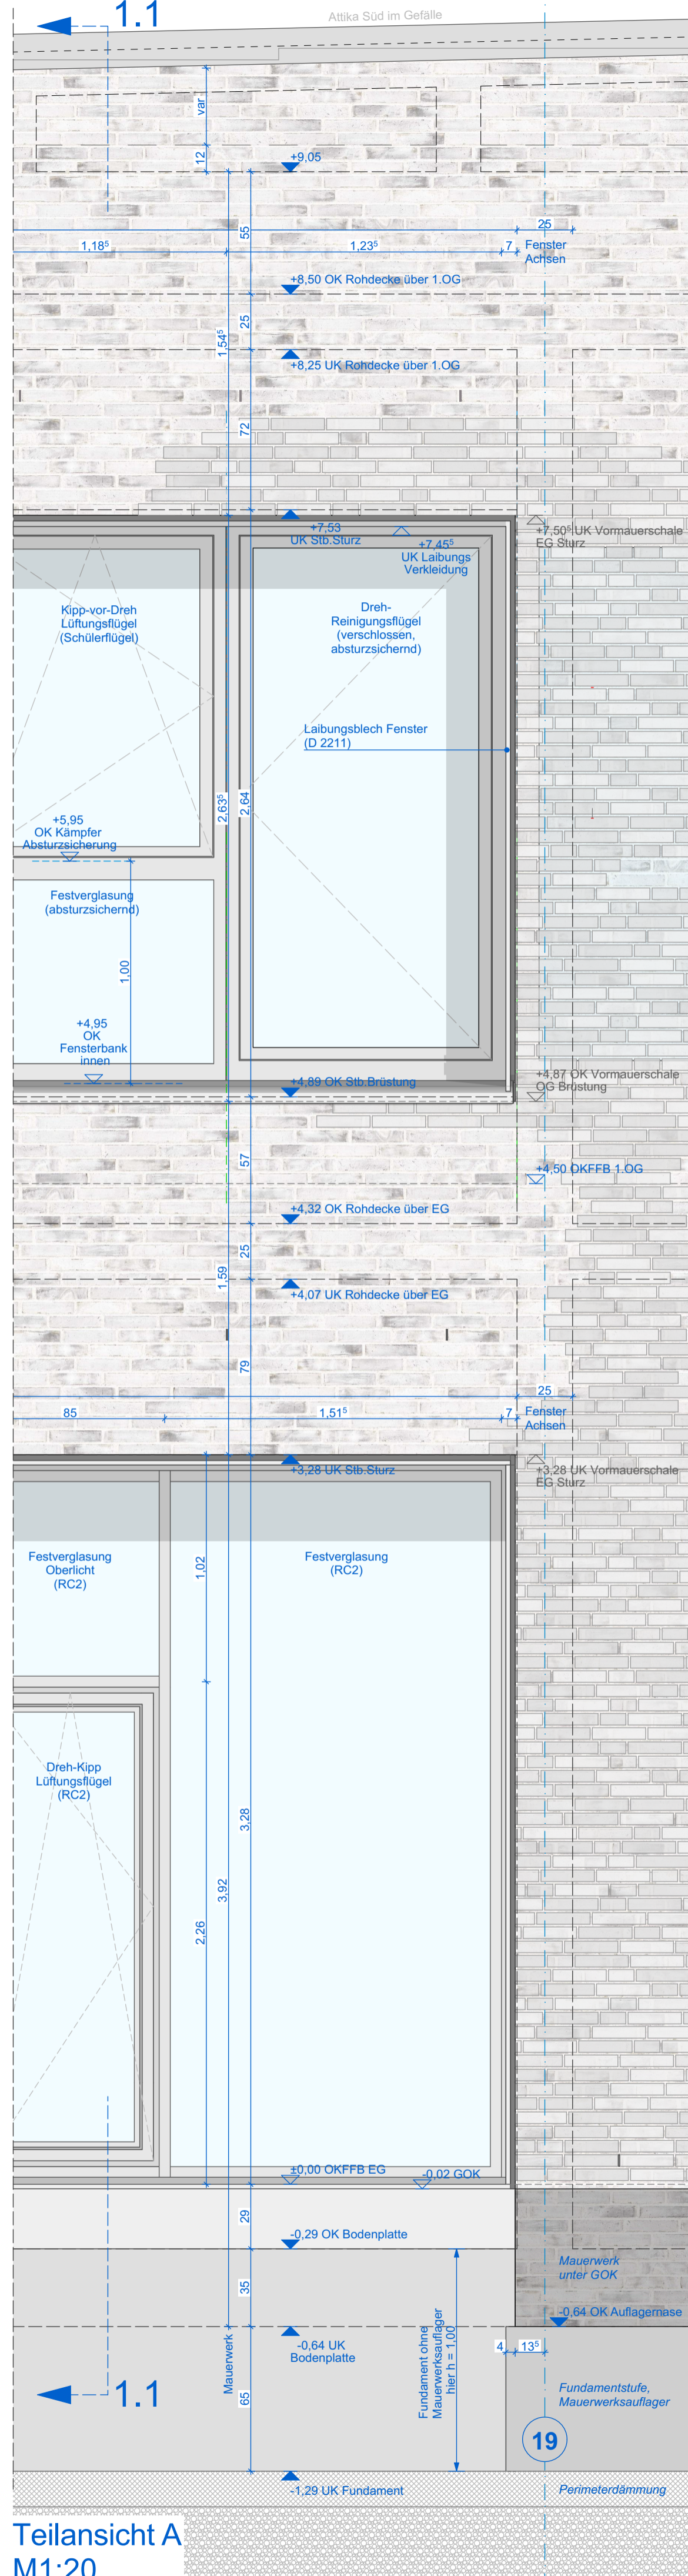 1.1
Attika Süd im Gefälle
var
12
+9,05
55
25
1,18⁵
1,23⁵
7
Fenster
Achsen
+8,50 OK Rohdecke über 1.OG
25
1,54⁵
+8,25 UK Rohdecke über 1.OG
72
+7,53
UK Stb.Sturz
+7,45⁵
UK Laibungs
Verkleidung
+7,50⁵ UK Vormauerschale
EG Sturz
Kipp-vor-Dreh
Lüftungsflügel
(Schülerflügel)
Dreh-
Reinigungsflügel
(verschlossen,
absturzsichernd)
Laibungsblech Fenster
(D 2211)
2,63⁵
2,64
+5,95
OK Kämpfer
Absturzsicherung
Festverglasung
(absturzsichernd)
1,00
+4,95
OK
Fensterbank
innen
+4,89 OK Stb.Brüstung
+4,87 OK Vormauerschale
OG Brüstung
57
+4,50 OKFFB 1.OG
+4,32 OK Rohdecke über EG
25
1,59
+4,07 UK Rohdecke über EG
79
25
85
1,51⁵
7
Fenster
Achsen
+3,28 UK Stb.Sturz
+3,28 UK Vormauerschale
EG Sturz
1,02
Festverglasung
Oberlicht
(RC2)
Festverglasung
(RC2)
Dreh-Kipp
Lüftungsflügel
(RC2)
3,28
3,92
2,26
±0,00 OKFFB EG
-0,02 GOK
29
-0,29 OK Bodenplatte
Mauerwerk
unter GOK
35
-0,64 OK Auflagernase
-0,64 UK
Bodenplatte
4
13⁵
Mauerwerk
65
Fundament ohne
Mauerwerksauflager
hier h = 1,00
1.1
Fundamentstufe,
Mauerwerksauflager
19
-1,29 UK Fundament
Perimeterdämmung
Teilansicht A
M1:20